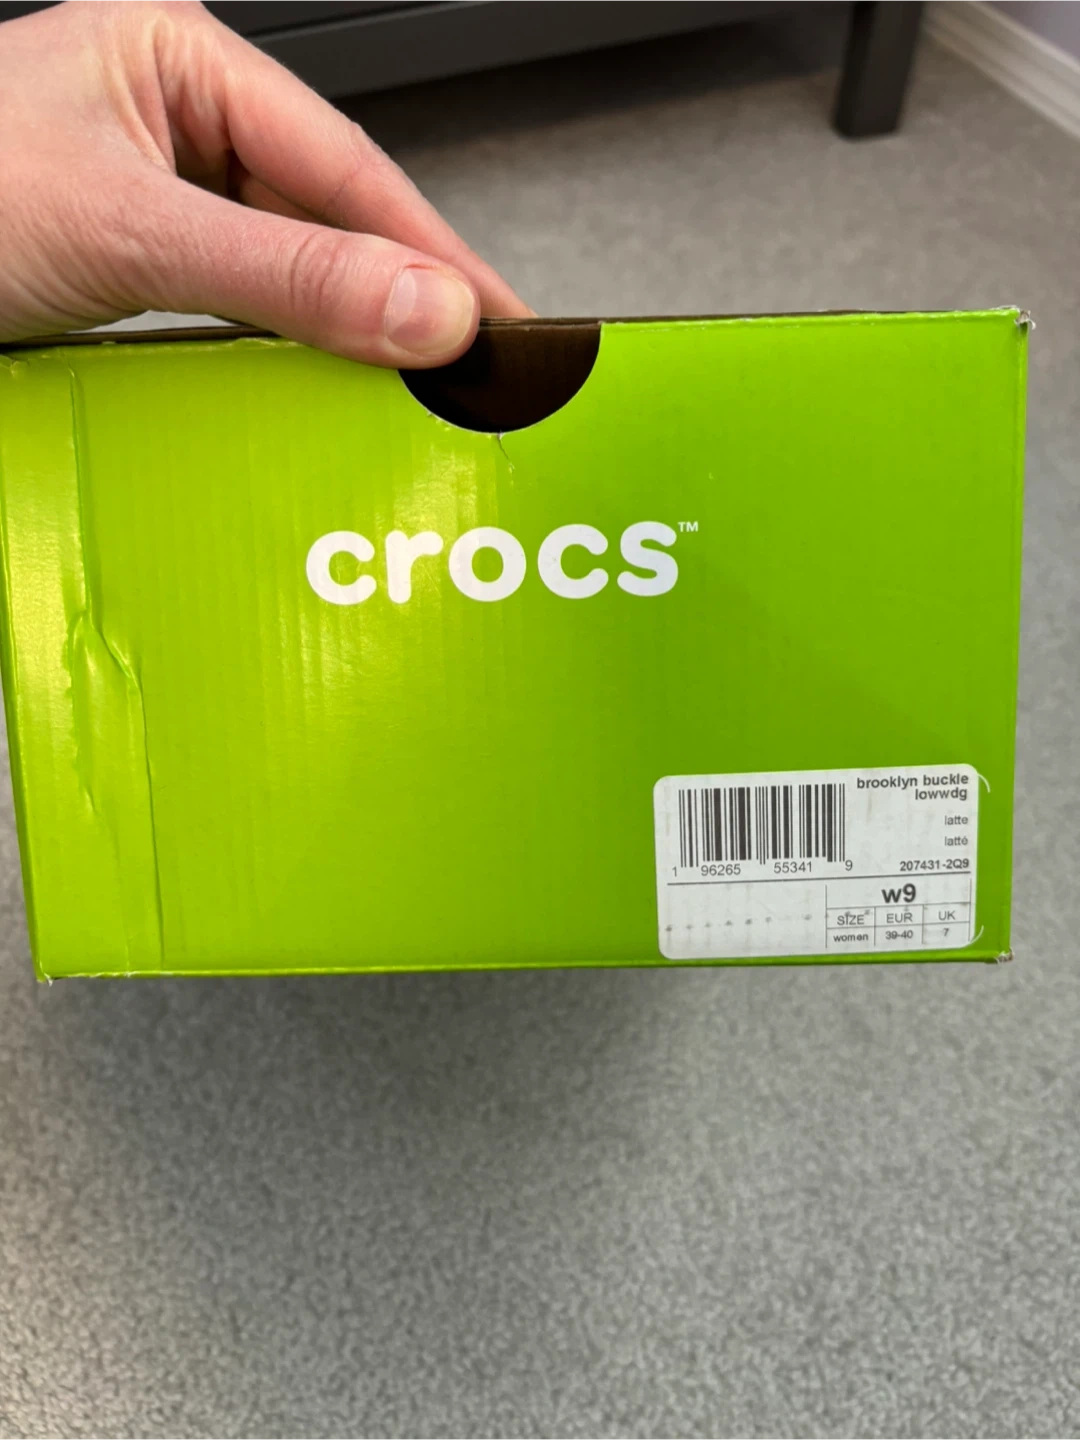 crocs™
brooklyn buckle
lowwdg
latte
latté
1 96265 55341 9
207431-2Q9
w9
SIZE EUR UK
women 39-40 7